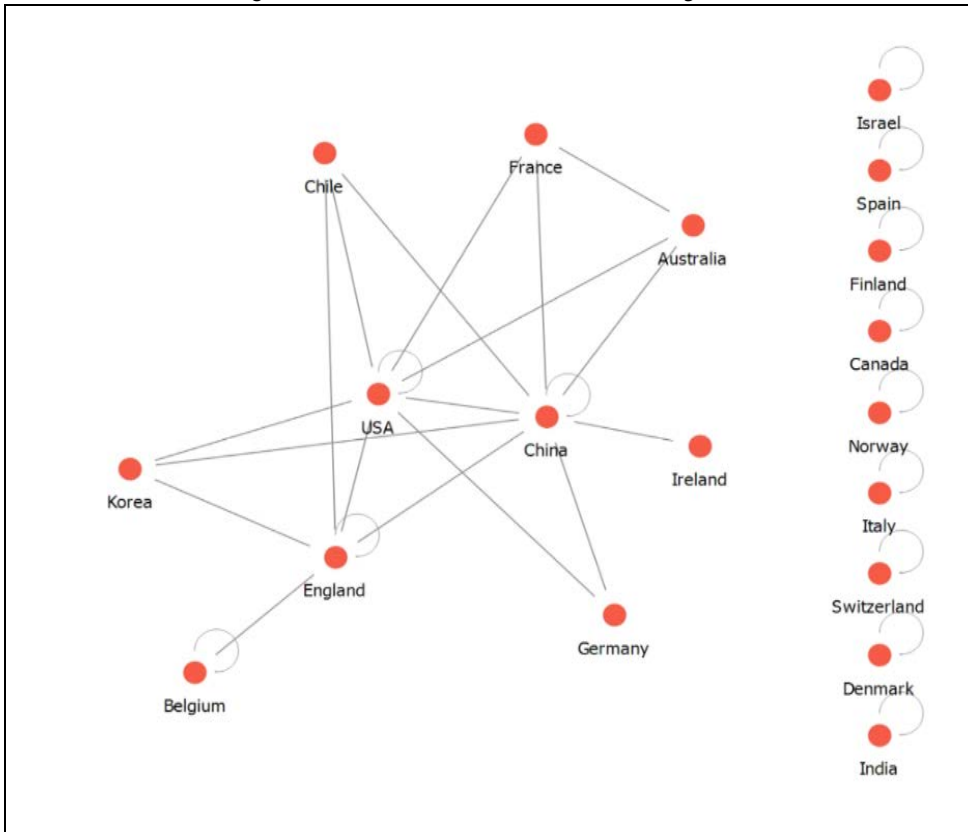 Israel
France
Chile
Spain
Australia
Finland
Canada
USA
China
Norway
Ireland
Korea
Italy
England
Switzerland
Germany
Denmark
Belgium
India